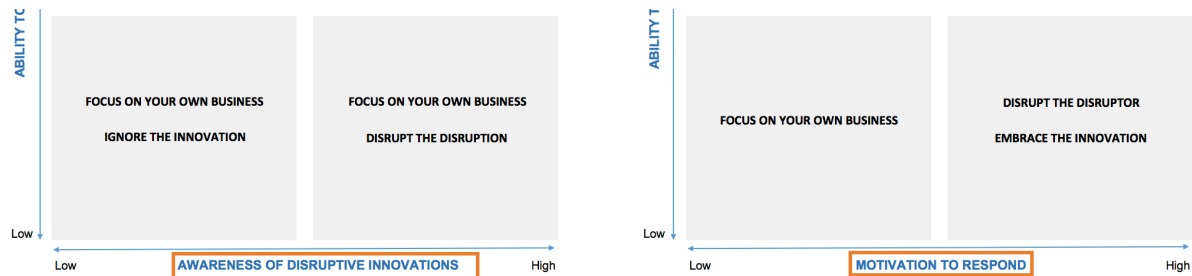 ABILITY TO
FOCUS ON YOUR OWN BUSINESS
IGNORE THE INNOVATION
FOCUS ON YOUR OWN BUSINESS
DISRUPT THE DISRUPTION
Low
Low
AWARENESS OF DISRUPTIVE INNOVATIONS
High
ABILITY T
FOCUS ON YOUR OWN BUSINESS
DISRUPT THE DISRUPTOR
EMBRACE THE INNOVATION
Low
Low
MOTIVATION TO RESPOND
High